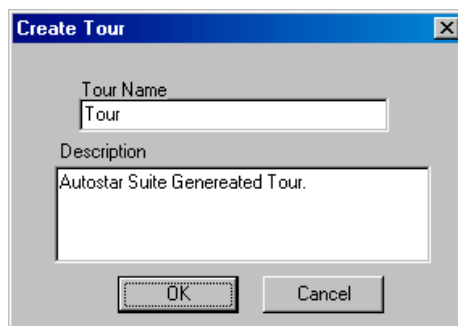 Create Tour
Tour Name
Tour
Description
Autostar Suite Genereated Tour.
OK
Cancel